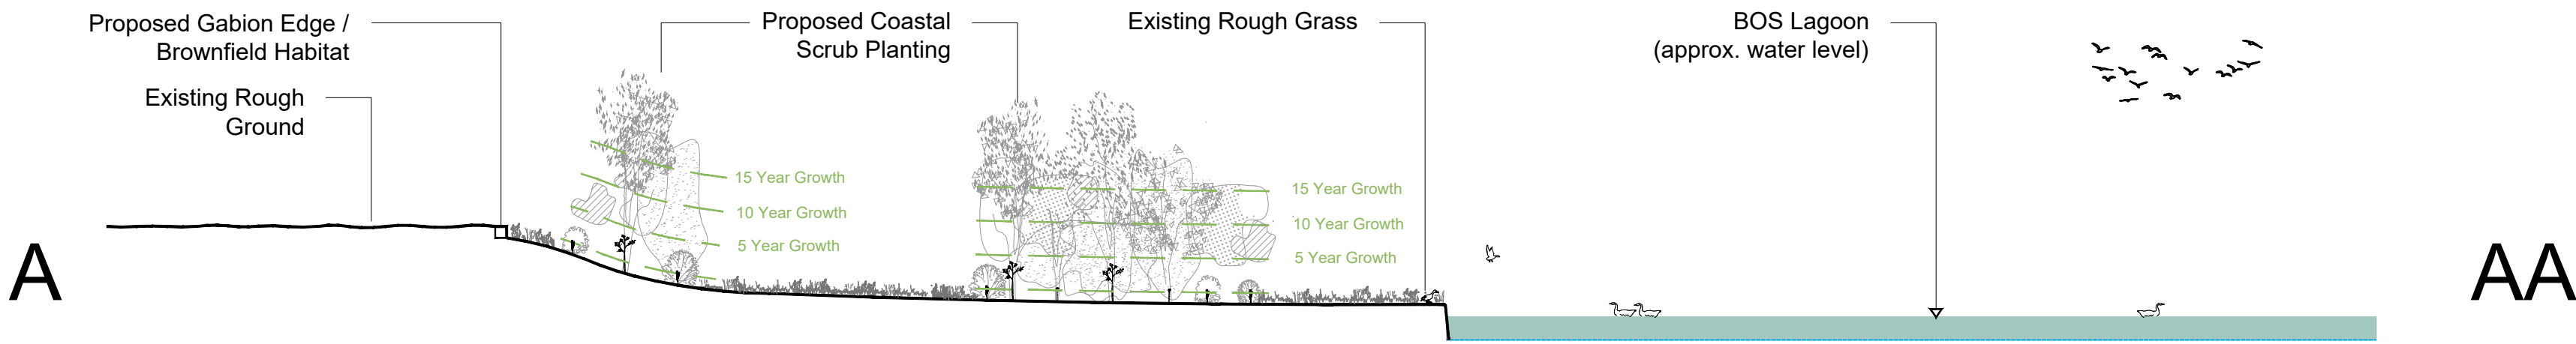 Proposed Gabion Edge /
Brownfield Habitat
Existing Rough
Ground
Proposed Coastal
Scrub Planting
Existing Rough Grass
BOS Lagoon
(approx. water level)
15 Year Growth
10 Year Growth
5 Year Growth
15 Year Growth
10 Year Growth
5 Year Growth
A
AA